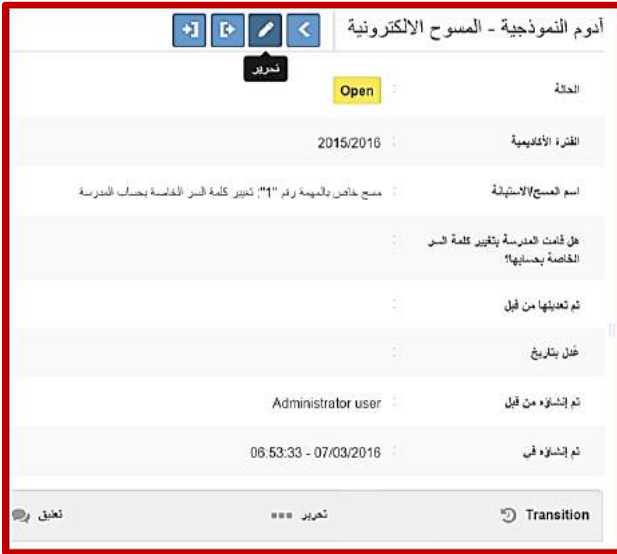 آدوم النموذجية - المسوح الالكترونية
تحرير
الحالة : Open
الفترة الأكاديمية : 2015/2016
اسم المسح/الاستبانة : مسح خاص بالمهمة رقم "1": تغيير كلمة السر الخاصة بحساب المدرسة
هل قامت المدرسة بتغيير كلمة السر :
الخاصة بحسابها؟
تم تعديلها من قبل :
عُدل بتاريخ :
تم إنشاؤه من قبل : Administrator user
تم إنشاؤه في : 06:53:33 - 07/03/2016
Transition تحرير تعليق